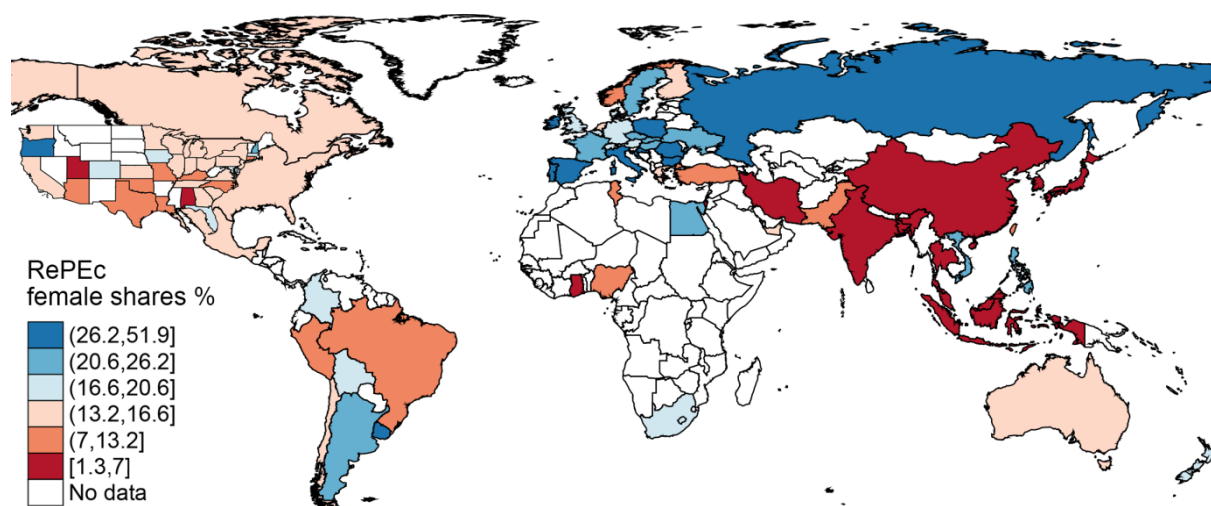 RePEc
female shares %
(26.2,51.9]
(20.6,26.2]
(16.6,20.6]
(13.2,16.6]
(7,13.2]
[1.3,7]
No data